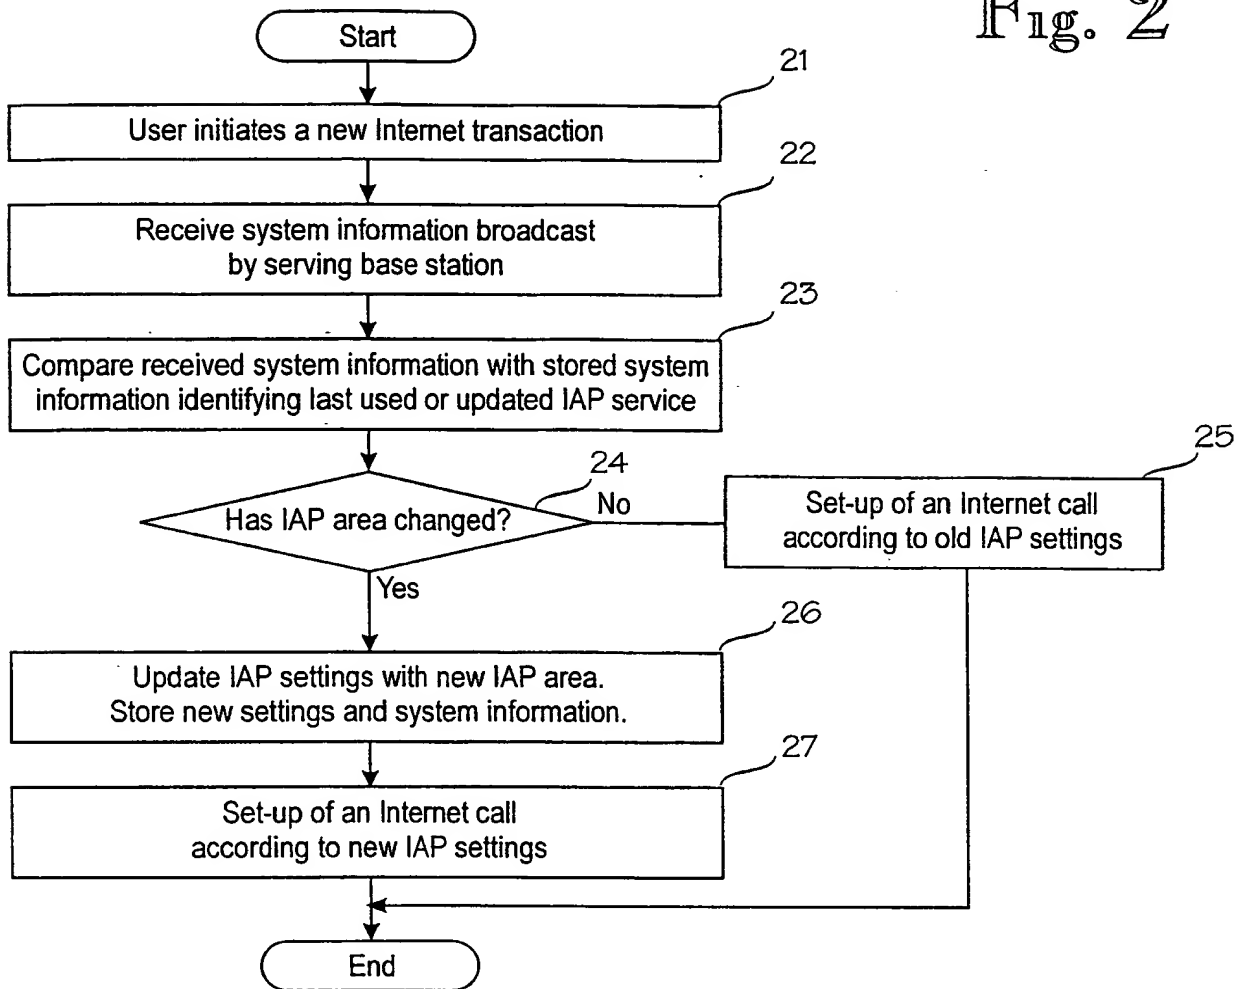 Fig. 2
Start
21
User initiates a new Internet transaction
22
Receive system information broadcast
by serving base station
23
Compare received system information with stored system
information identifying last used or updated IAP service
24
Has IAP area changed?
No
25
Set-up of an Internet call
according to old IAP settings
Yes
26
Update IAP settings with new IAP area.
Store new settings and system information.
27
Set-up of an Internet call
according to new IAP settings
End